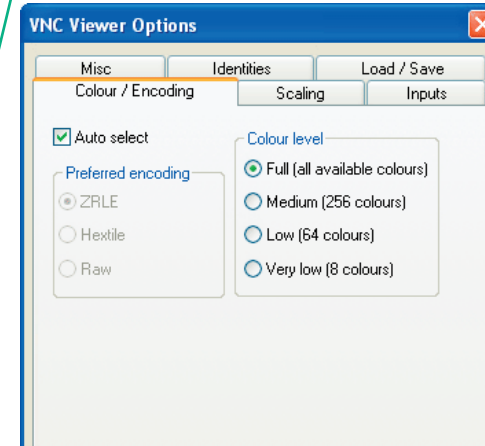 VNC Viewer Options
Misc
Identities
Load / Save
Colour / Encoding
Scaling
Inputs
Auto select
Preferred encoding
ZRLE
Hextile
Raw
Colour level
Full (all available colours)
Medium (256 colours)
Low (64 colours)
Very low (8 colours)